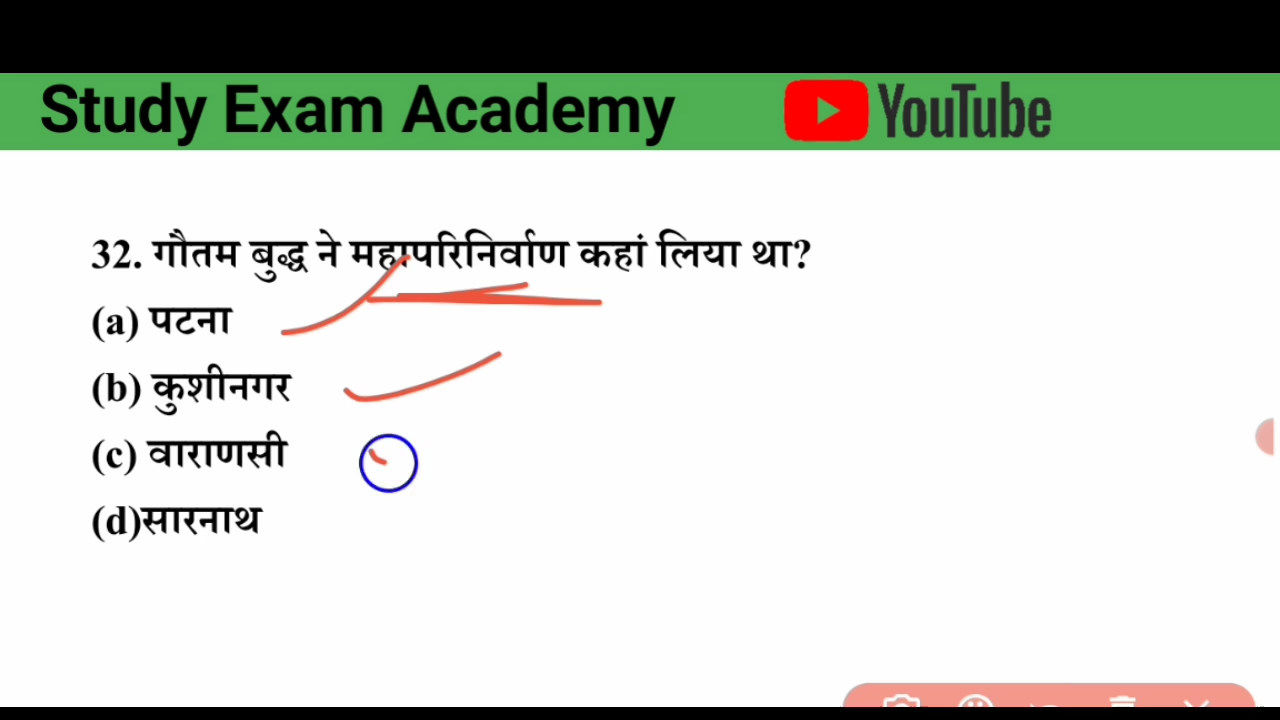 Study Exam Academy YouTube
32. गौतम बुद्ध ने महापरिनिर्वाण कहां लिया था?
(a) पटना
(b) कुशीनगर
(c) वाराणसी
(d)सारनाथ